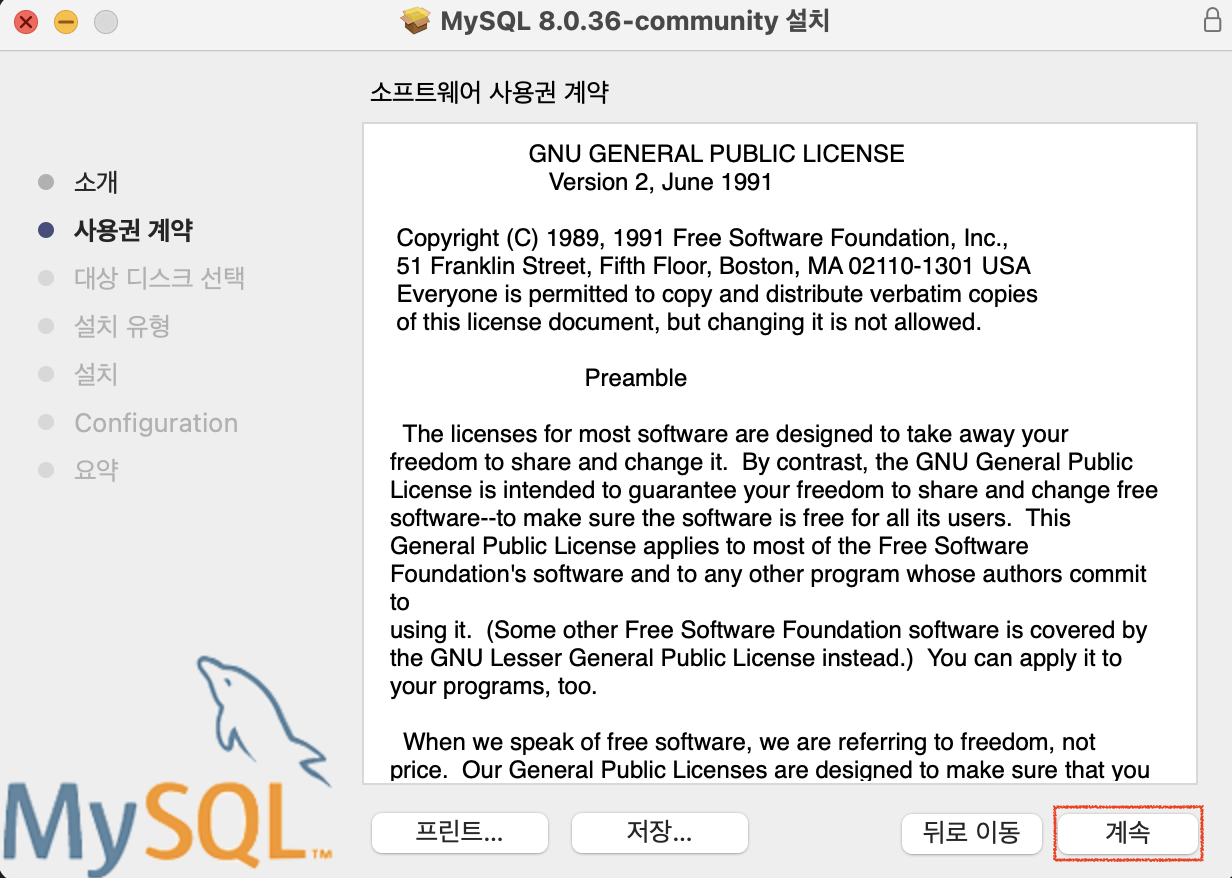 MySQL 8.0.36-community 설치
소개
사용권 계약
대상 디스크 선택
설치 유형
설치
Configuration
요약
MySQL™
소프트웨어 사용권 계약
GNU GENERAL PUBLIC LICENSE
Version 2, June 1991
Copyright (C) 1989, 1991 Free Software Foundation, Inc.,
51 Franklin Street, Fifth Floor, Boston, MA 02110-1301 USA
Everyone is permitted to copy and distribute verbatim copies
of this license document, but changing it is not allowed.
Preamble
The licenses for most software are designed to take away your
freedom to share and change it.  By contrast, the GNU General Public
License is intended to guarantee your freedom to share and change free
software--to make sure the software is free for all its users.  This
General Public License applies to most of the Free Software
Foundation's software and to any other program whose authors commit
to
using it.  (Some other Free Software Foundation software is covered by
the GNU Lesser General Public License instead.)  You can apply it to
your programs, too.
When we speak of free software, we are referring to freedom, not
price.  Our General Public Licenses are designed to make sure that you
프린트...
저장...
뒤로 이동
계속